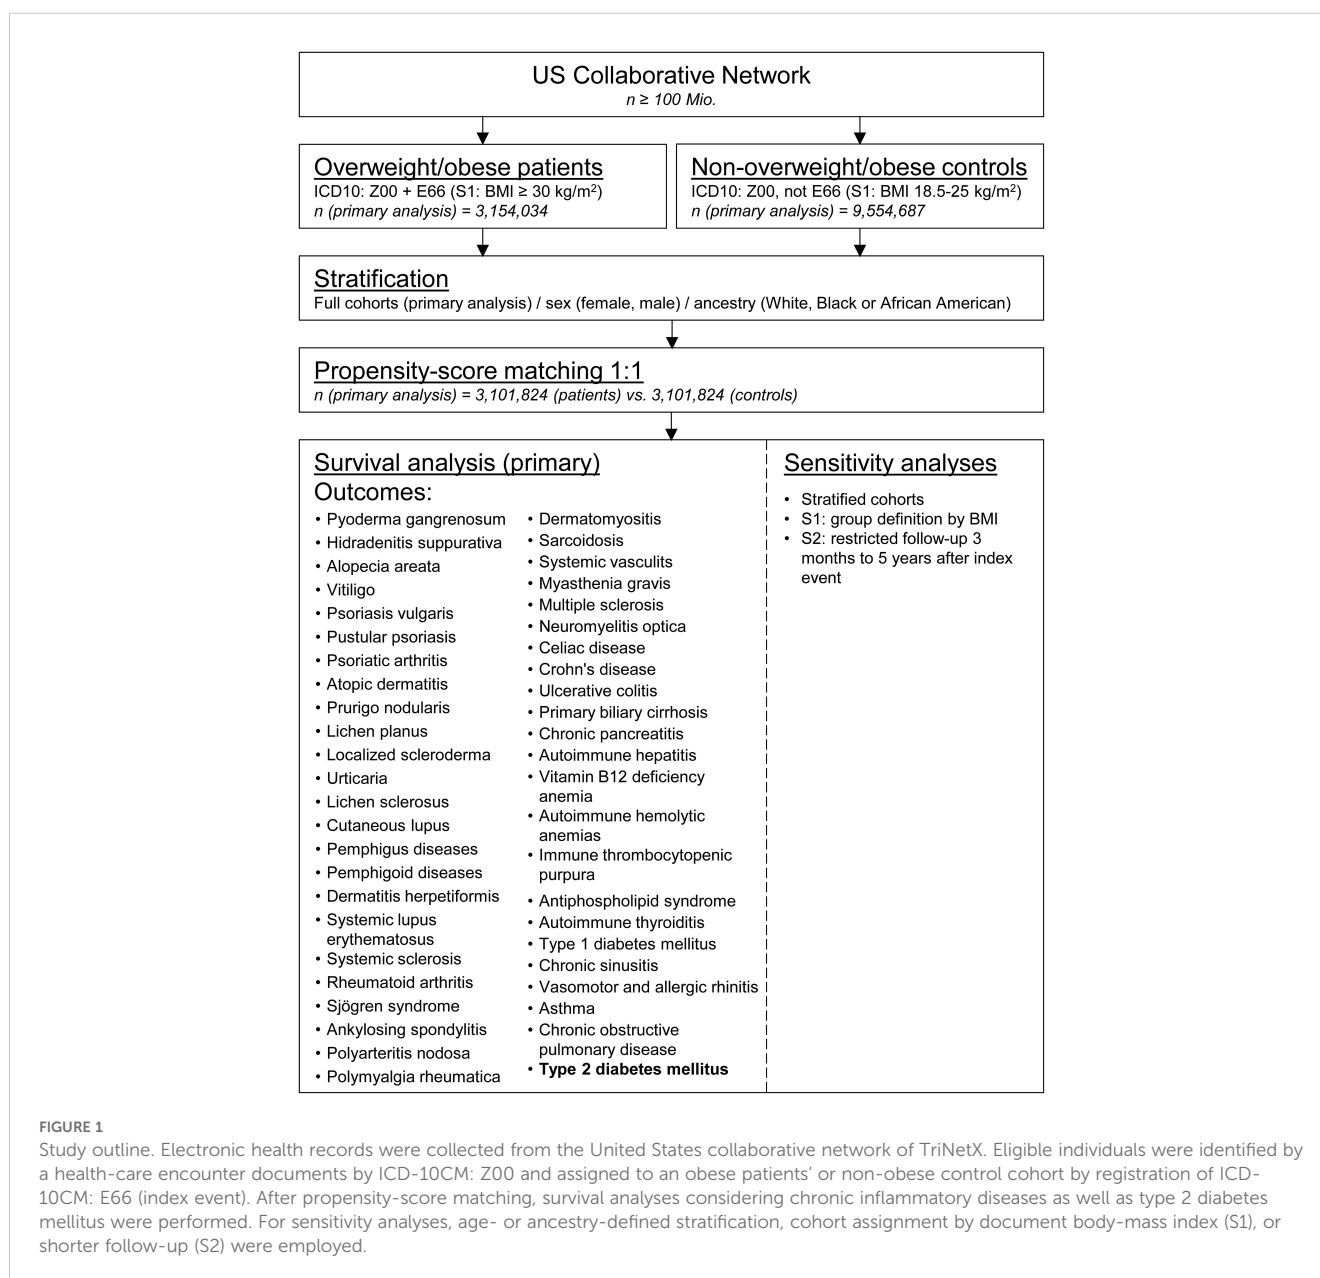 US Collaborative Network
n ≥ 100 Mio.
Overweight/obese patients
ICD10: Z00 + E66 (S1: BMI ≥ 30 kg/m²)
n (primary analysis) = 3,154,034
Non-overweight/obese controls
ICD10: Z00, not E66 (S1: BMI 18.5-25 kg/m²)
n (primary analysis) = 9,554,687
Stratification
Full cohorts (primary analysis) / sex (female, male) / ancestry (White, Black or African American)
Propensity-score matching 1:1
n (primary analysis) = 3,101,824 (patients) vs. 3,101,824 (controls)
Survival analysis (primary)
Outcomes:
• Pyoderma gangrenosum
• Hidradenitis suppurativa
• Alopecia areata
• Vitiligo
• Psoriasis vulgaris
• Pustular psoriasis
• Psoriatic arthritis
• Atopic dermatitis
• Prurigo nodularis
• Lichen planus
• Localized scleroderma
• Urticaria
• Lichen sclerosus
• Cutaneous lupus
• Pemphigus diseases
• Pemphigoid diseases
• Dermatitis herpetiformis
• Systemic lupus
erythematosus
• Systemic sclerosis
• Rheumatoid arthritis
• Sjögren syndrome
• Ankylosing spondylitis
• Polyarteritis nodosa
• Polymyalgia rheumatica
• Dermatomyositis
• Sarcoidosis
• Systemic vasculits
• Myasthenia gravis
• Multiple sclerosis
• Neuromyelitis optica
• Celiac disease
• Crohn's disease
• Ulcerative colitis
• Primary biliary cirrhosis
• Chronic pancreatitis
• Autoimmune hepatitis
• Vitamin B12 deficiency
anemia
• Autoimmune hemolytic
anemias
• Immune thrombocytopenic
purpura
• Antiphospholipid syndrome
• Autoimmune thyroiditis
• Type 1 diabetes mellitus
• Chronic sinusitis
• Vasomotor and allergic rhinitis
• Asthma
• Chronic obstructive
pulmonary disease
• Type 2 diabetes mellitus
Sensitivity analyses
• Stratified cohorts
• S1: group definition by BMI
• S2: restricted follow-up 3
months to 5 years after index
event
FIGURE 1
Study outline. Electronic health records were collected from the United States collaborative network of TriNetX. Eligible individuals were identified by
a health-care encounter documents by ICD-10CM: Z00 and assigned to an obese patients’ or non-obese control cohort by registration of ICD-
10CM: E66 (index event). After propensity-score matching, survival analyses considering chronic inflammatory diseases as well as type 2 diabetes
mellitus were performed. For sensitivity analyses, age- or ancestry-defined stratification, cohort assignment by document body-mass index (S1), or
shorter follow-up (S2) were employed.